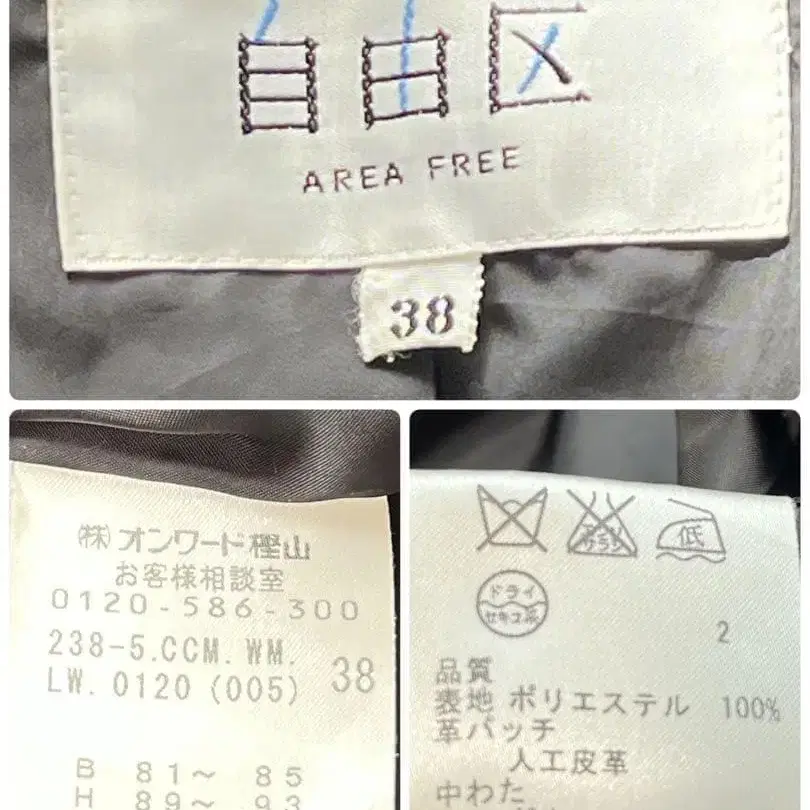 自由区
AREA FREE
38
㈱オンワード樫山
お客様相談室
0120-586-300
238-5.CCM.WM.
LW.0120(005) 38
B 81～ 85
H 89～ 93
低
ドライ
セキユ系
2
品質
表地 ポリエステル 100%
革パッチ
人工皮革
中わた